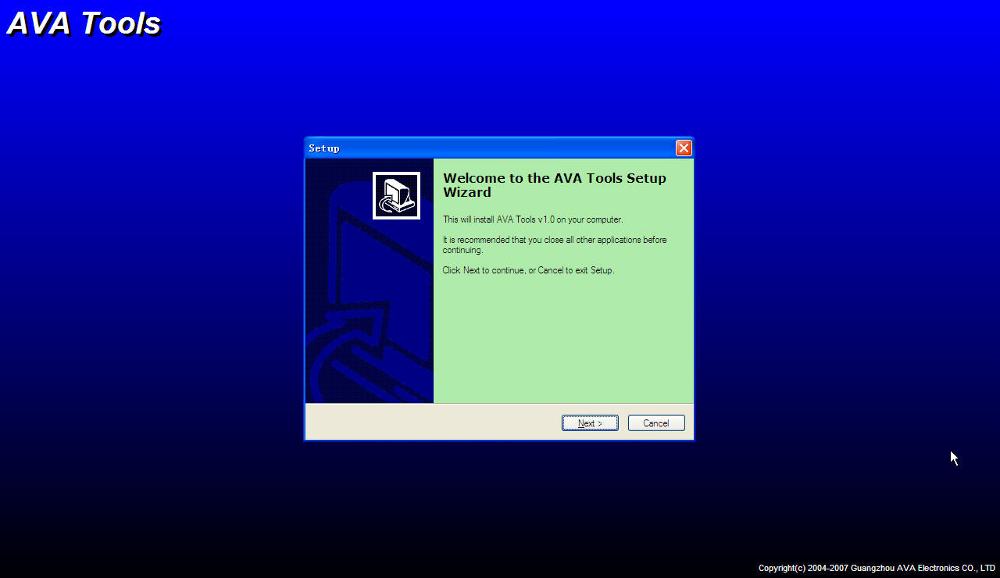 AVA Tools
Setup
Welcome to the AVA Tools Setup
Wizard
This will install AVA Tools v1.0 on your computer.
It is recommended that you close all other applications before
continuing.
Click Next to continue, or Cancel to exit Setup.
Next >
Cancel
Copyright(c) 2004-2007 Guangzhou AVA Electronics CO., LTD